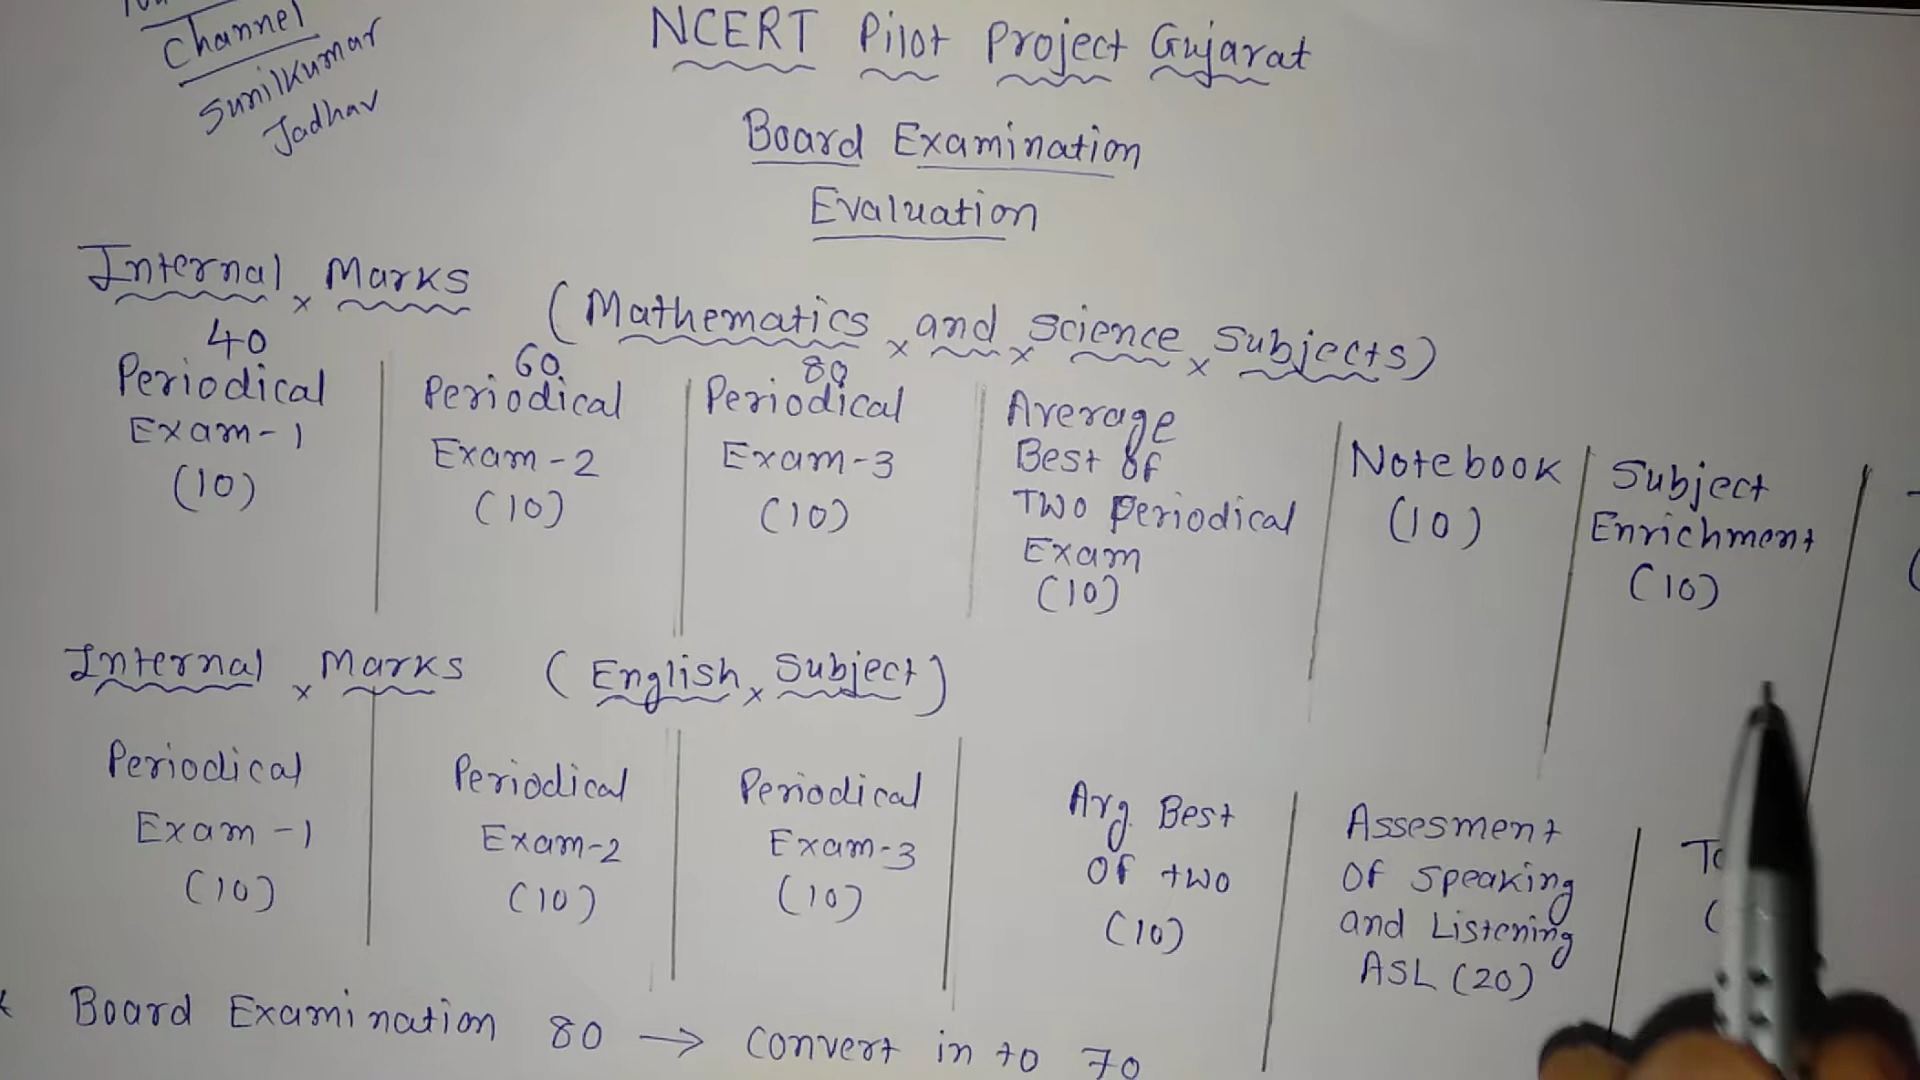 Channel
Sunilkumar
Jadhav
NCERT Pilot Project Gujarat
Board Examination
Evaluation
Internal Marks
(Mathematics and Science Subjects)
40
Periodical
Exam-1
(10)
60
Periodical
Exam-2
(10)
80
Periodical
Exam-3
(10)
Average
Best of
Two Periodical
Exam
(10)
Notebook
(10)
Subject
Enrichment
(10)
Internal Marks (English Subject)
Periodical
Exam-1
(10)
Periodical
Exam-2
(10)
Periodical
Exam-3
(10)
Avg. Best
of two
(10)
Assesment
of speaking
and Listening
ASL (20)
Board Examination 80 → convert in to 70